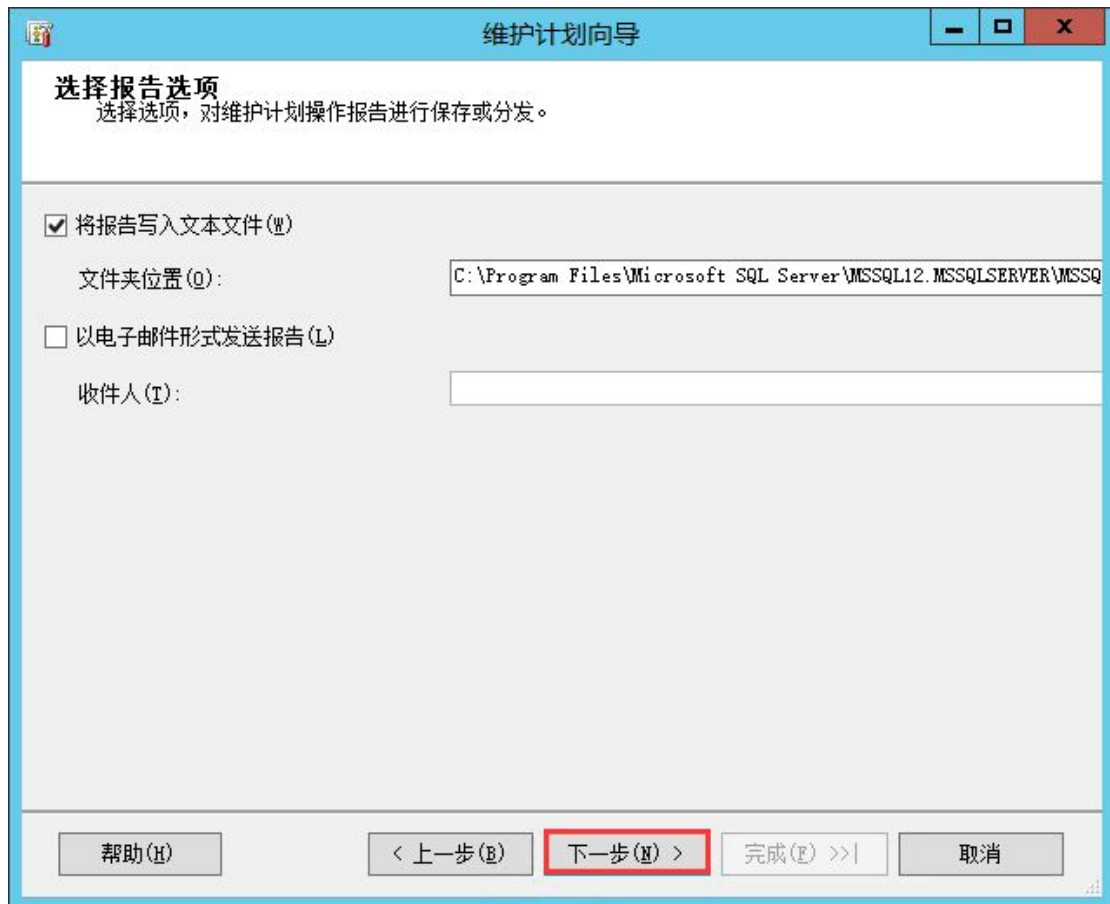 维护计划向导
选择报告选项
选择选项，对维护计划操作报告进行保存或分发。
将报告写入文本文件(W)
文件夹位置(O):
C:\Program Files\Microsoft SQL Server\MSSQL12.MSSQLSERVER\MSSQ
以电子邮件形式发送报告(L)
收件人(T):
帮助(H)
< 上一步(B)
下一步(N) >
完成(F) >>|
取消